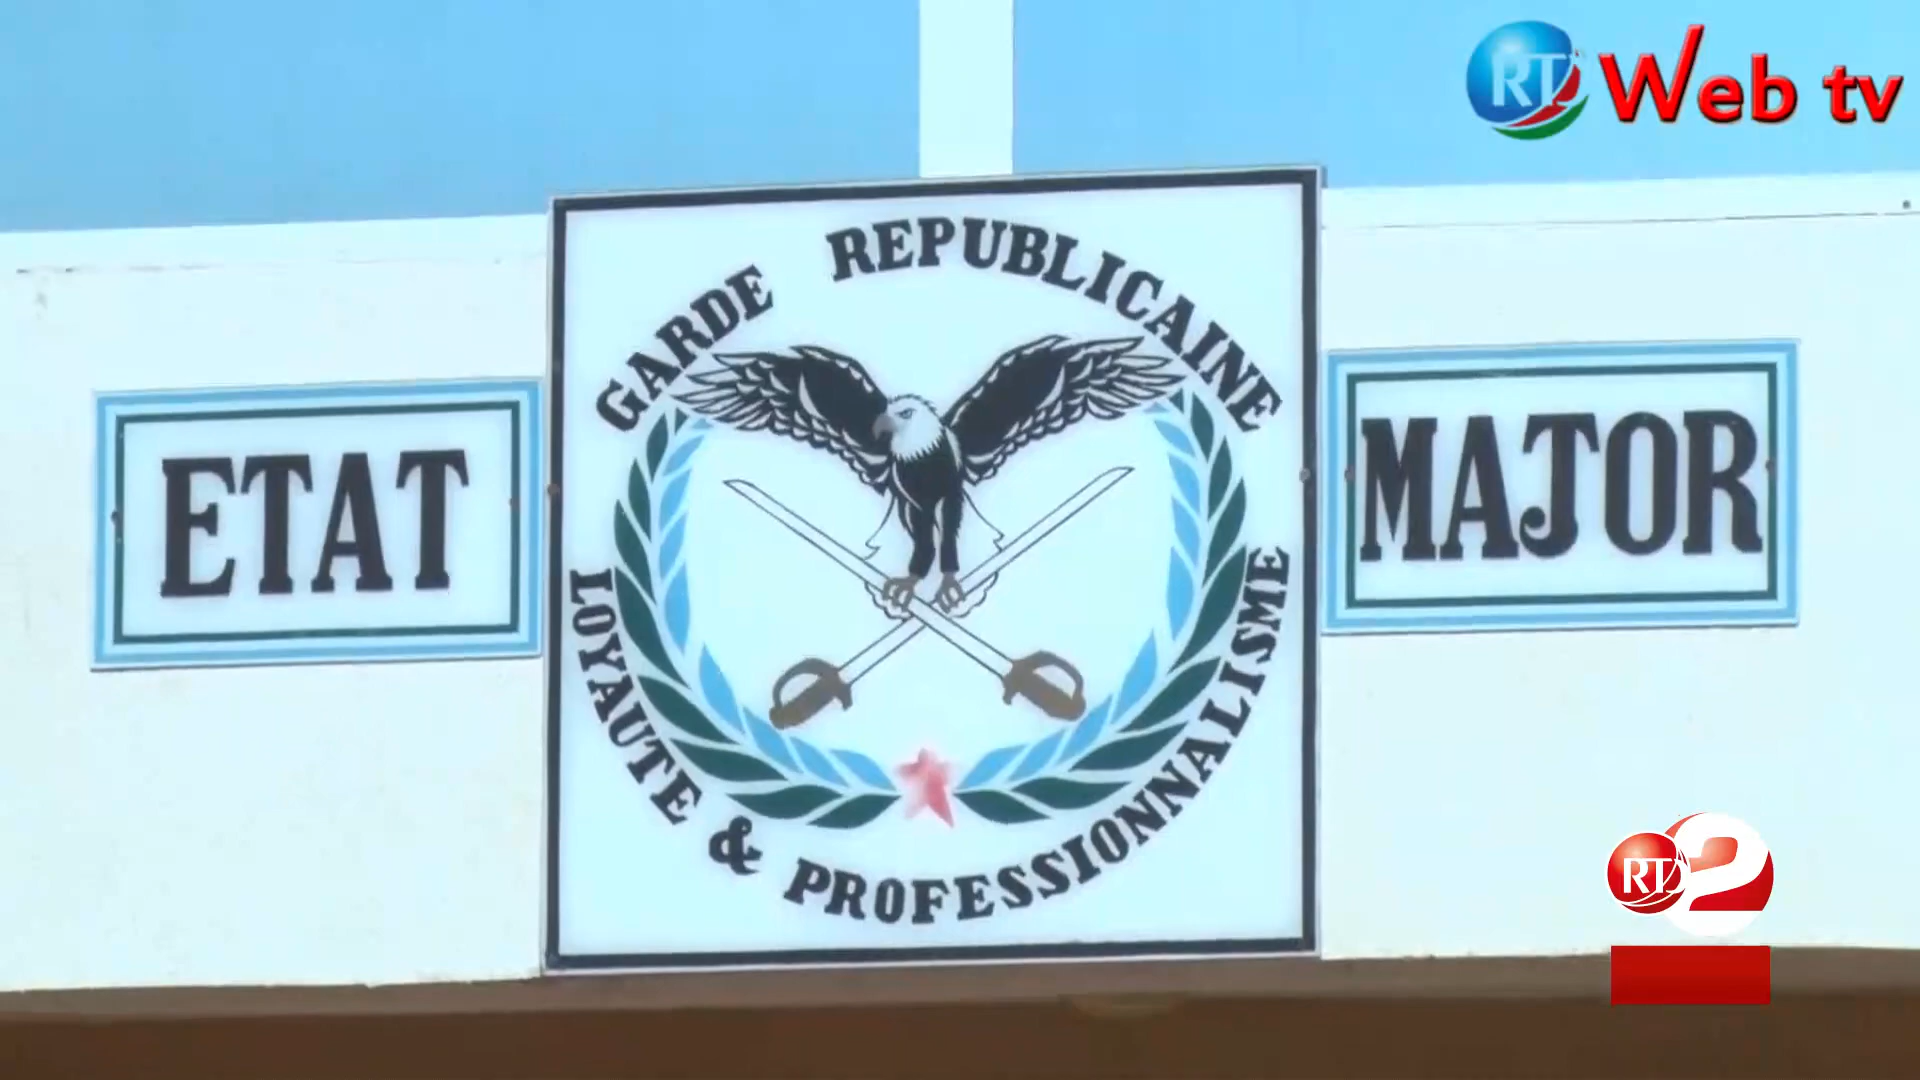 RT Web tv
GARDE REPUBLICAINE
ETAT
MAJOR
LOYAUTE & PROFESSIONNALISME
RT 2